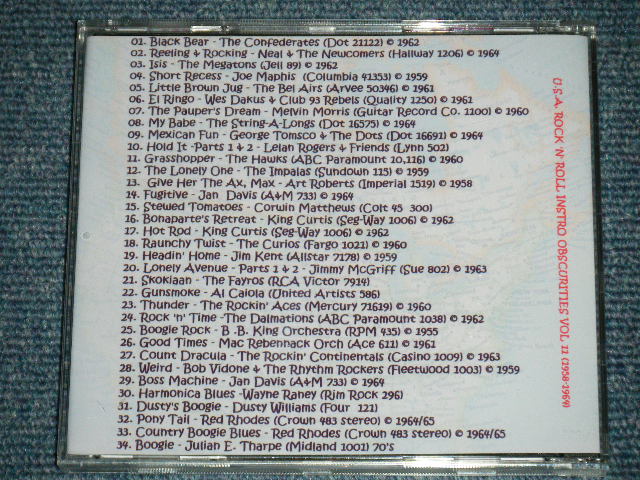 01. Black Bear - The Confederates (Dot 21122) © 1962
02. Reeling & Rocking - Neal & The Newcomers (Hallway 1206) © 1964
03. Isis - The Megatons (Jell 89) © 1962
04. Short Recess - Joe Maphis (Columbia 41353) © 1959
05. Little Brown Jug - The Bel Airs (Arvee 50346) © 1961
06. El Ringo - Wes Dakus & Club 93 Rebels (Quality 1250) © 1961
07. The Pauper's Dream - Melvin Morris (Guitar Record Co. 1100) © 1960
08. My Babe - The String-A-Longs (Dot 16575) © 1964
09. Mexican Fun - George Tomsco & The Dots (Dot 16691) © 1964
10. Hold It -Parts 1 & 2 - Lelan Rogers & Friends (Lynn 502)
11. Grasshopper - The Hawks (ABC Paramount 10,116) © 1960
12. The Lonely One - The Impalas (Sundown 115) © 1959
13. Give Her The Ax, Max - Art Roberts (Imperial 1519) © 1958
14. Fugitive - Jan Davis (A&M 733) © 1964
15. Stewed Tomatoes - Corwin Matthews (Colt 45 300)
16. Bonaparte's Retreat - King Curtis (Seg-Way 1006) © 1962
17. Hot Rod - King Curtis (Seg-Way 1006) © 1962
18. Raunchy Twist - The Curios (Fargo 1021) © 1960
19. Headin' Home - Jim Kent (Allstar 7178) © 1959
20. Lonely Avenue - Parts 1 & 2 - Jimmy McGriff (Sue 802) © 1963
21. Skokiaan - The Fayros (RCA Victor 7914)
22. Gunsmoke - Al Caiola (United Artists 586)
23. Thunder - The Rockin' Aces (Mercury 71619) © 1960
24. Rock 'n' Time -The Dalmations (ABC Paramount 1038) © 1962
25. Boogie Rock - B .B. King Orchestra (RPM 435) © 1955
26. Good Times - Mac Rebennack Orch (Ace 611) © 1961
27. Count Dracula - The Rockin' Continentals (Casino 1009) © 1963
28. Weird - Bob Vidone & The Rhythm Rockers (Fleetwood 1003) © 1959
29. Boss Machine - Jan Davis (A&M 733) © 1964
30. Harmonica Blues -Wayne Raney (Rim Rock 296)
31. Dusty's Boogie - Dusty Williams (Four 121)
32. Pony Tail - Red Rhodes (Crown 483 stereo) © 1964/65
33. Country Boogie Blues - Red Rhodes (Crown 483 stereo) © 1964/65
34. Boogie - Julian E. Tharpe (Midland 1001) 70's
U.S.A. ROCK 'N' ROLL INSTRO OBSCURITIES VOL 11 (1958-1964)